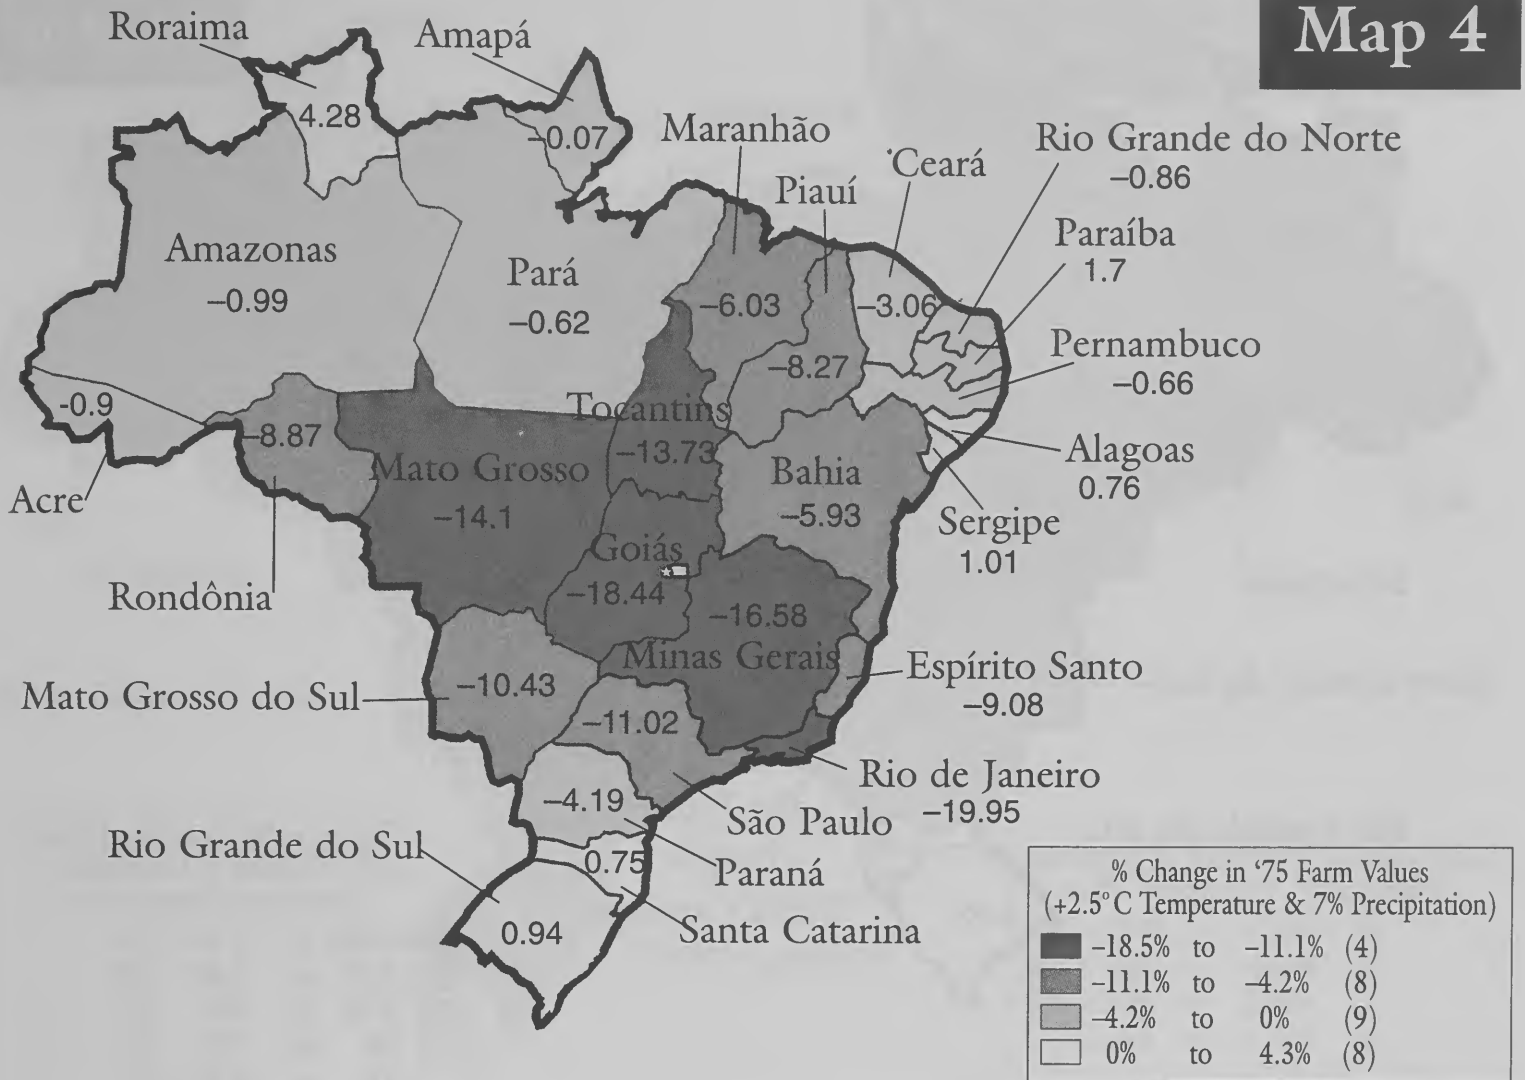 Map 4
Roraima
4.28
Amapá
–0.07
Maranhão
–6.03
Piauí
–8.27
Ceará
–3.06
Rio Grande do Norte
–0.86
Paraíba
1.7
Pernambuco
–0.66
Alagoas
0.76
Sergipe
1.01
Amazonas
–0.99
Pará
–0.62
-0.9
Acre
–8.87
Rondônia
Mato Grosso
–14.1
Tocantins
–13.73
Bahia
–5.93
Goiás
–18.44
–16.58
Minas Gerais
Espírito Santo
–9.08
Mato Grosso do Sul
–10.43
–11.02
São Paulo
Rio de Janeiro
–19.95
–4.19
Paraná
0.75
Santa Catarina
Rio Grande do Sul
0.94
% Change in ‘75 Farm Values
(+2.5°C Temperature & 7% Precipitation)
–18.5% to –11.1% (4)
–11.1% to –4.2% (8)
–4.2% to 0% (9)
0% to 4.3% (8)